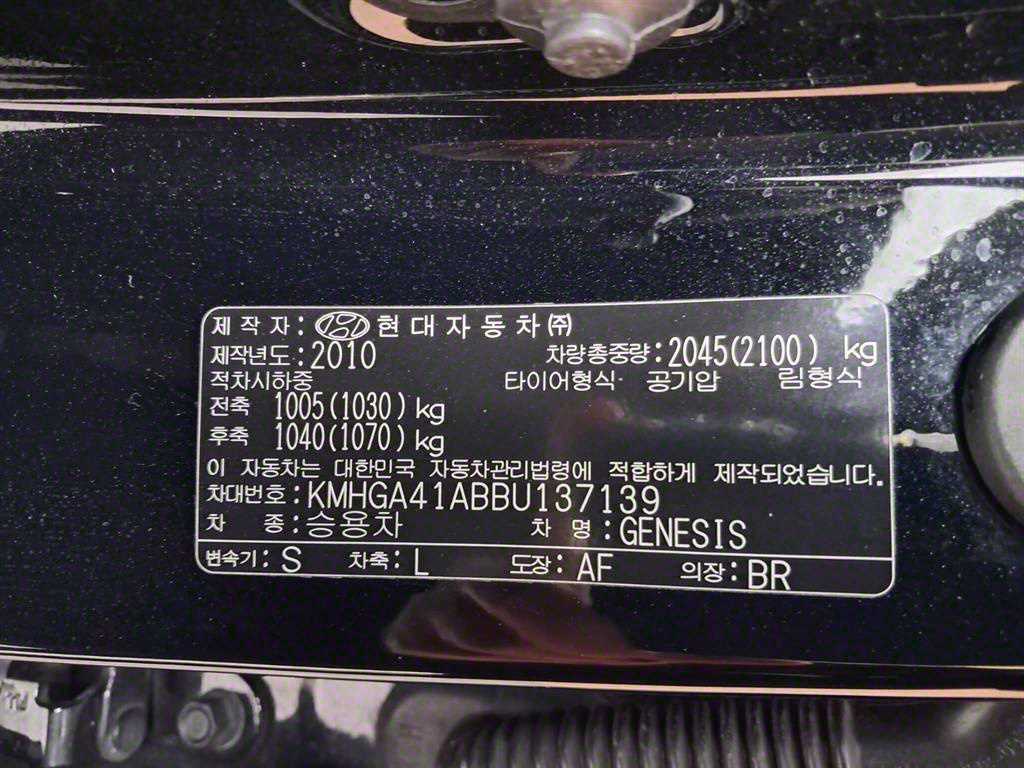 제작자: 현대자동차(주)
제작년도:2010 차량총중량:2045(2100) kg
적차시하중 타이어형식 공기압 림형식
전축 1005(1030)kg
후축 1040(1070)kg
이 자동차는 대한민국 자동차관리법령에 적합하게 제작되었습니다.
차대번호:KMHGA41ABBU137139
차 종:승용차 차 명:GENESIS
변속기:S 차축:L 도장:AF 의장:BR